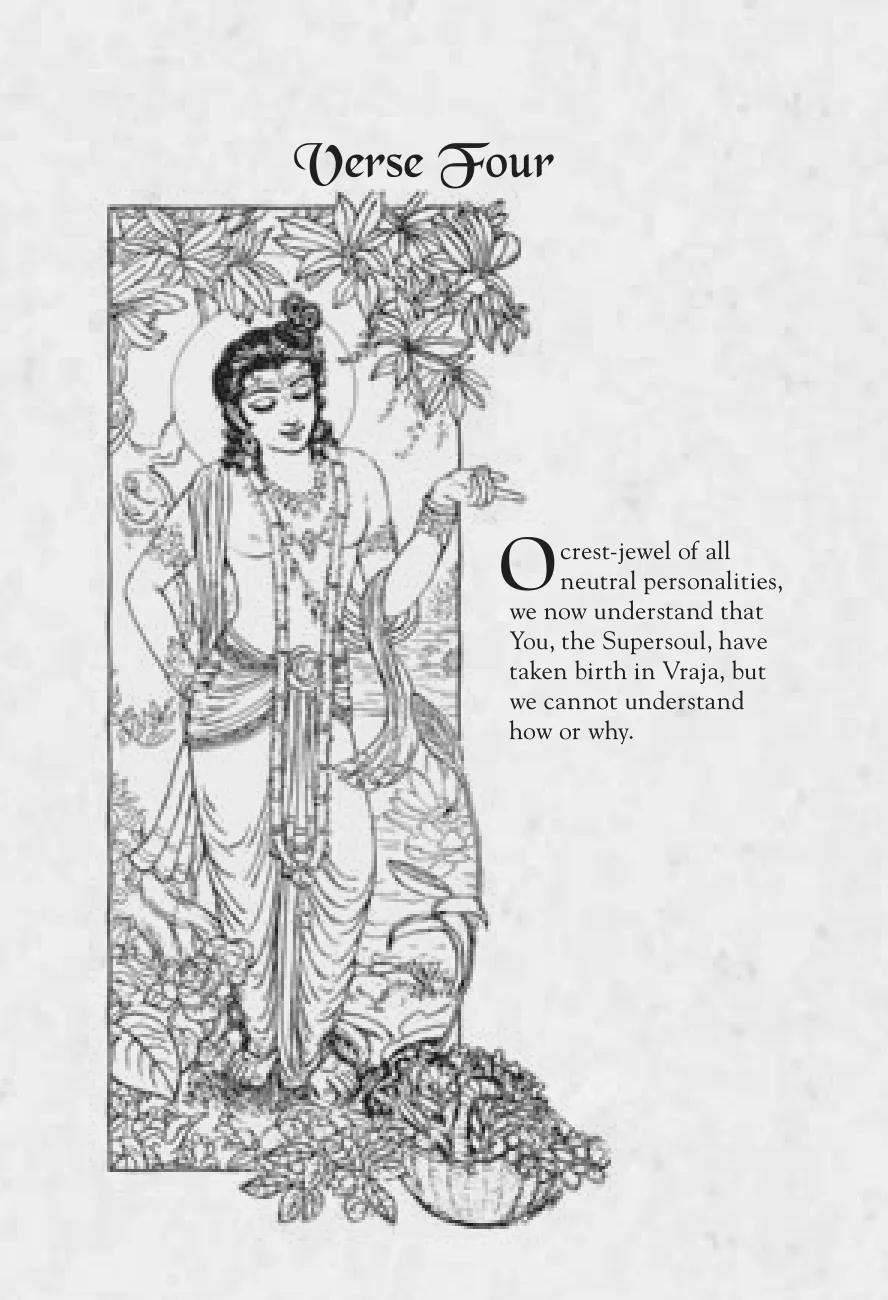 Verse Four
O crest-jewel of all
neutral personalities,
we now understand that
You, the Supersoul, have
taken birth in Vraja, but
we cannot understand
how or why.